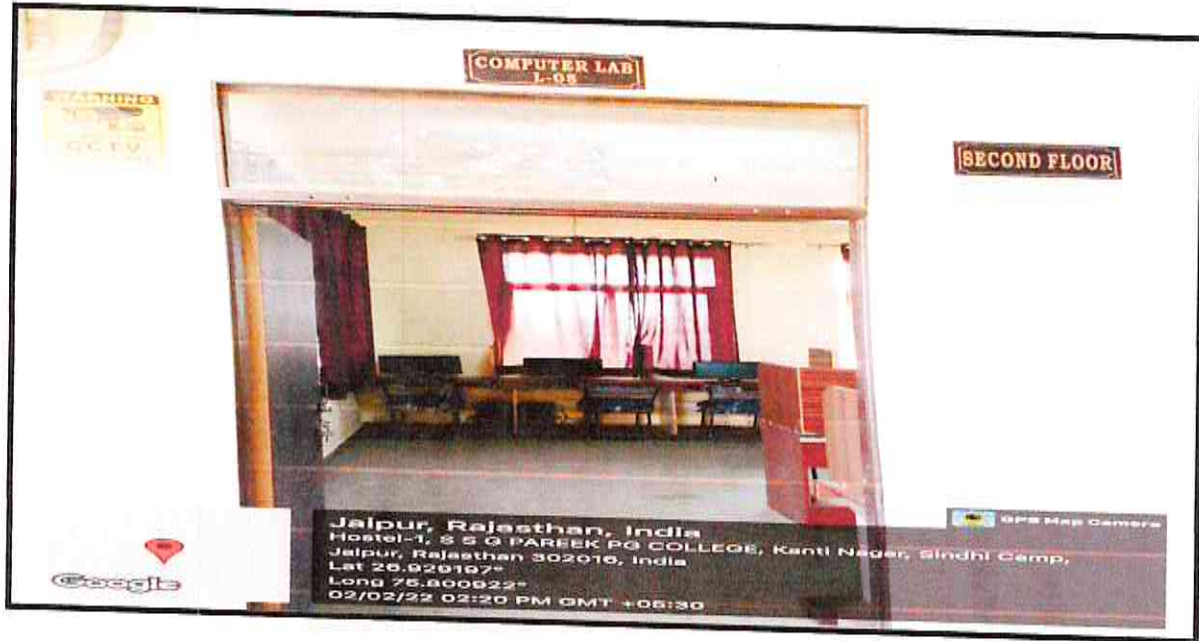 COMPUTER LAB
L-08
WARNING
CCTV
SECOND FLOOR
GPS Map Camera
Jaipur, Rajasthan, India
Hostel-1, S S G PAREEK PG COLLEGE, Kanti Nagar, Sindhi Camp,
Jaipur, Rajasthan 302016, India
Lat 26.929197°
Long 75.800922°
02/02/22 02:20 PM GMT +05:30
Google